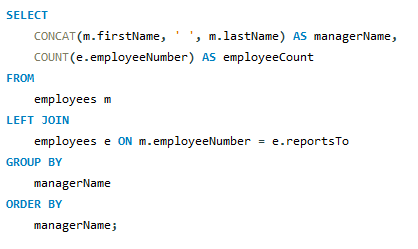 SELECT
    CONCAT(m.firstName, ' ', m.lastName) AS managerName,
    COUNT(e.employeeNumber) AS employeeCount
FROM
    employees m
LEFT JOIN
    employees e ON m.employeeNumber = e.reportsTo
GROUP BY
    managerName
ORDER BY
    managerName;